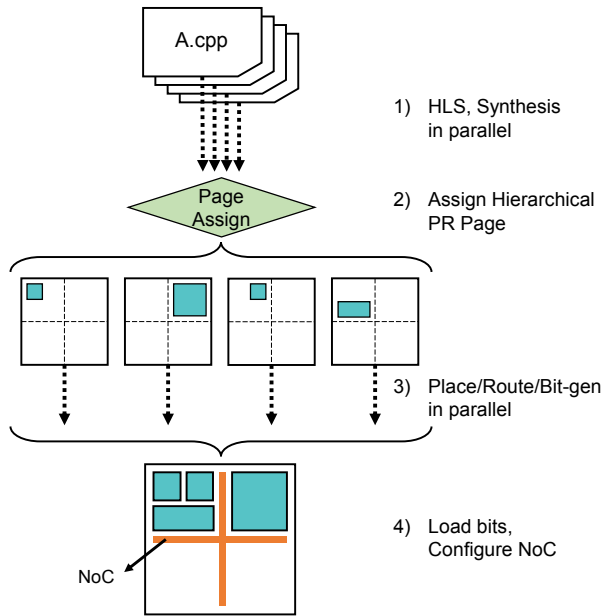 A.cpp
1) HLS, Synthesis
in parallel
Page
Assign
2) Assign Hierarchical
PR Page
3) Place/Route/Bit-gen
in parallel
4) Load bits,
Configure NoC
NoC